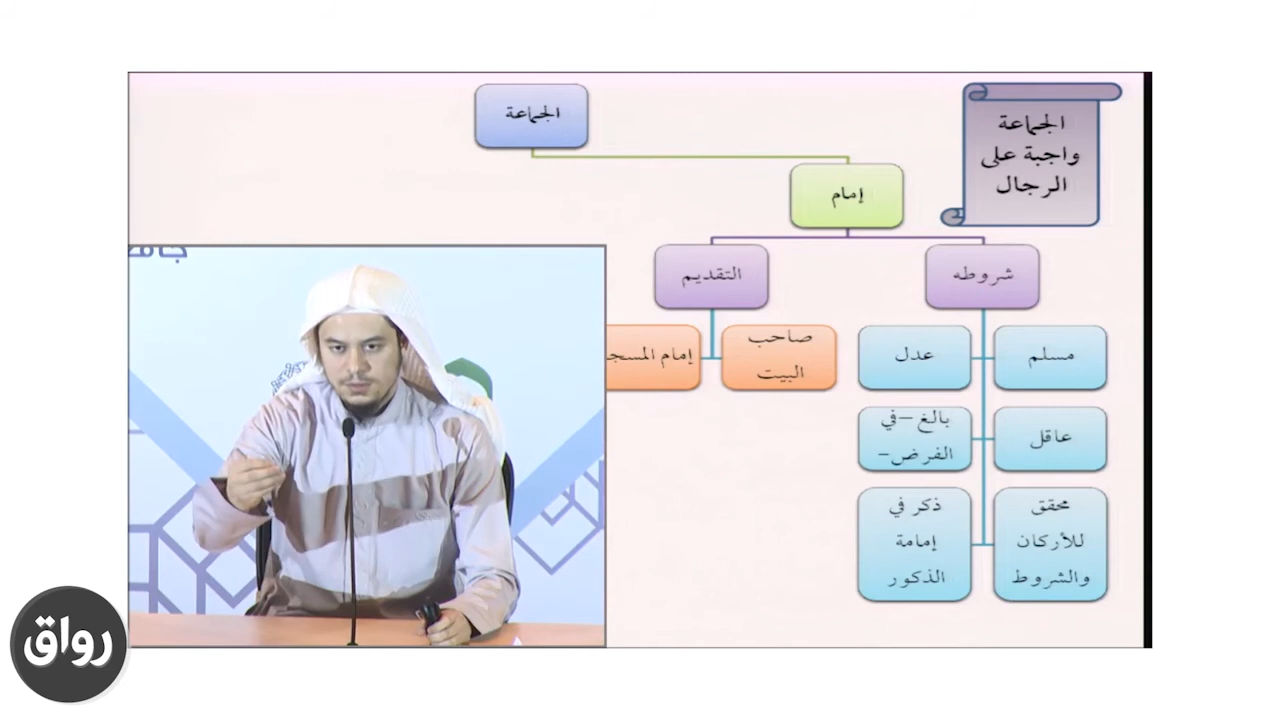 الجماعة
واجبة على
الرجال
الجماعة
إمام
شروطه
التقديم
مسلم
عدل
صاحب
البيت
إمام
عاقل
بالغ –في
الفرض–
محقق
للأركان
والشروط
ذكر في
إمامة
الذكور
رواق